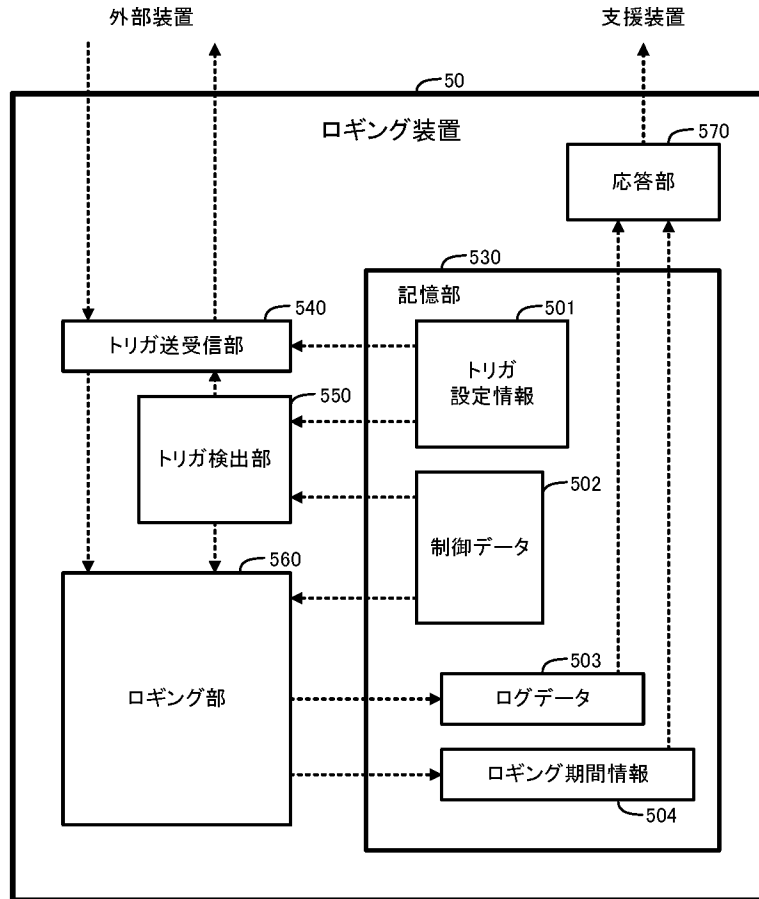 外部装置
支援装置
50
ロギング装置
570
応答部
530
記憶部
540
トリガ送受信部
501
トリガ
設定情報
550
トリガ検出部
502
制御データ
560
ロギング部
503
ログデータ
ロギング期間情報
504